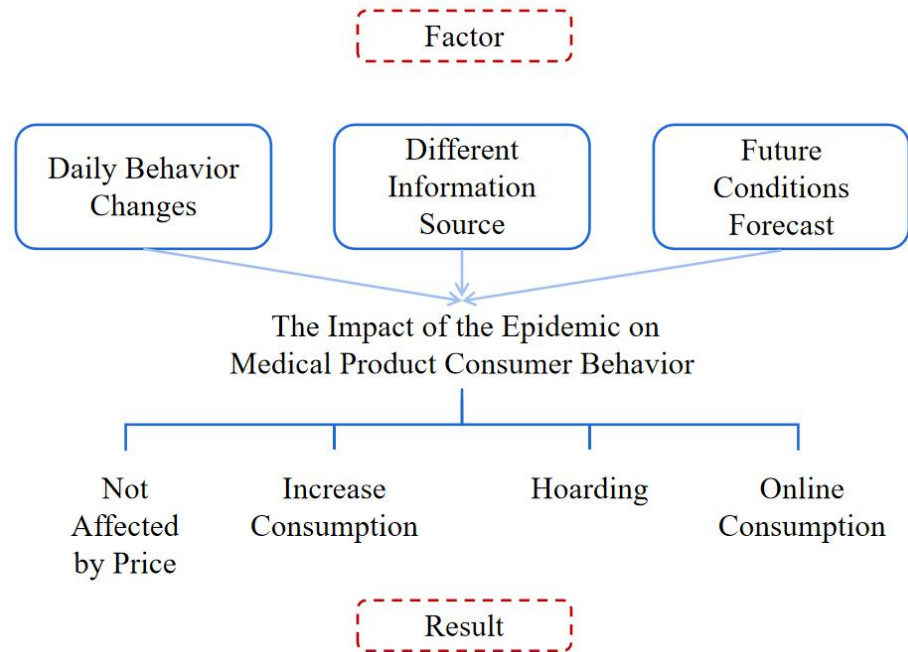 Factor
Daily Behavior
Changes
Different
Information
Source
Future
Conditions
Forecast
The Impact of the Epidemic on
Medical Product Consumer Behavior
Not
Affected
by Price
Increase
Consumption
Hoarding
Online
Consumption
Result